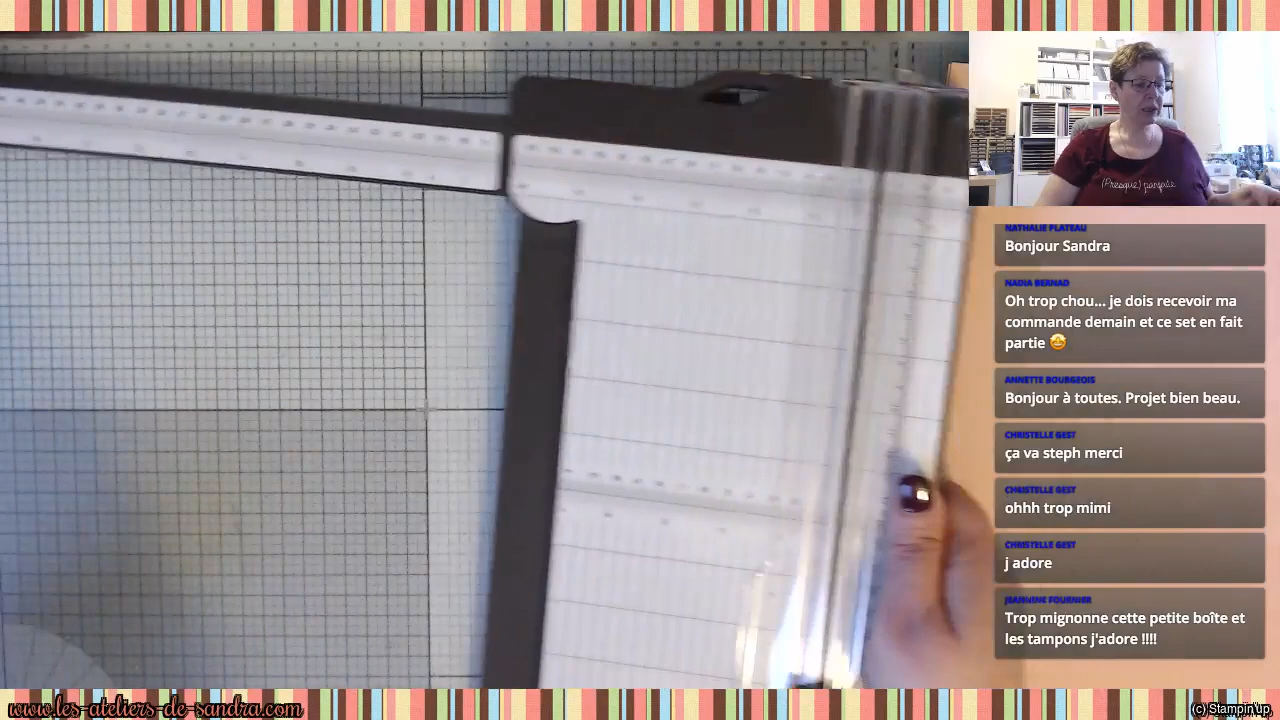 (Presque) parfaite
NATHALIE PLATEAU
Bonjour Sandra
NADIA BERNAD
Oh trop chou... je dois recevoir ma
commande demain et ce set en fait
partie 🤩
ANNETTE BOURGEOIS
Bonjour à toutes. Projet bien beau.
CHRISTELLE GEST
ça va steph merci
CHRISTELLE GEST
ohhh trop mimi
CHRISTELLE GEST
j adore
JEANNINE FOURNIER
Trop mignonne cette petite boîte et
les tampons j'adore !!!!
www.les-ateliers-de-sandra.com
(c) Stampin'up